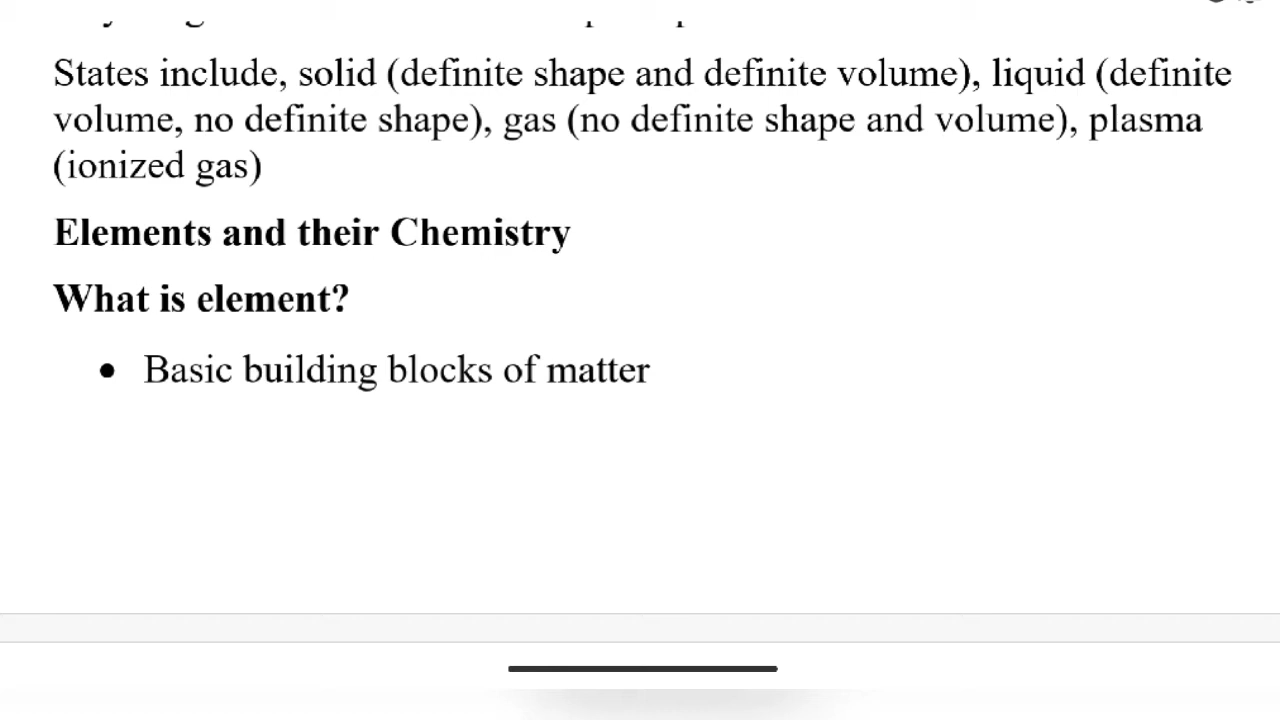 States include, solid (definite shape and definite volume), liquid (definite
volume, no definite shape), gas (no definite shape and volume), plasma
(ionized gas)
Elements and their Chemistry
What is element?
• Basic building blocks of matter